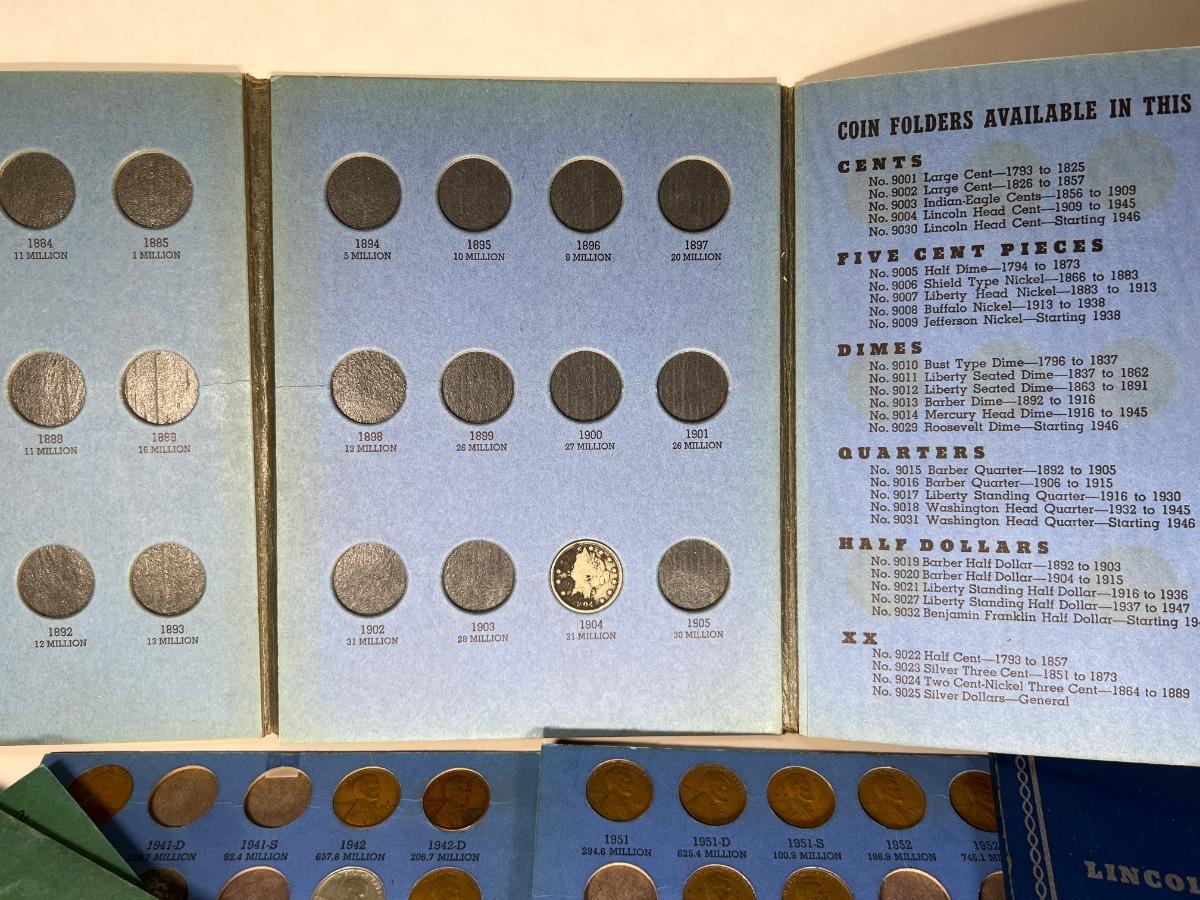 1884
11 MILLION
1885
1 MILLION
1888
11 MILLION
1889
16 MILLION
1892
12 MILLION
1893
13 MILLION
1894
5 MILLION
1895
10 MILLION
1896
9 MILLION
1897
20 MILLION
1898
13 MILLION
1899
26 MILLION
1900
27 MILLION
1901
26 MILLION
1902
31 MILLION
1903
28 MILLION
1904
1904
21 MILLION
1905
30 MILLION
COIN FOLDERS AVAILABLE IN THIS
CENTS
No. 9001 Large Cent—1793 to 1825
No. 9002 Large Cent—1826 to 1857
No. 9003 Indian-Eagle Cents—1856 to 1909
No. 9004 Lincoln Head Cent—1909 to 1945
No. 9030 Lincoln Head Cent—Starting 1946
FIVE CENT PIECES
No. 9005 Half Dime—1794 to 1873
No. 9006 Shield Type Nickel—1866 to 1883
No. 9007 Liberty Head Nickel—1883 to 1913
No. 9008 Buffalo Nickel—1913 to 1938
No. 9009 Jefferson Nickel—Starting 1938
DIMES
No. 9010 Bust Type Dime—1796 to 1837
No. 9011 Liberty Seated Dime—1837 to 1862
No. 9012 Liberty Seated Dime—1863 to 1891
No. 9013 Barber Dime—1892 to 1916
No. 9014 Mercury Head Dime—1916 to 1945
No. 9029 Roosevelt Dime—Starting 1946
QUARTERS
No. 9015 Barber Quarter—1892 to 1905
No. 9016 Barber Quarter—1906 to 1915
No. 9017 Liberty Standing Quarter—1916 to 1930
No. 9018 Washington Head Quarter—1932 to 1945
No. 9031 Washington Head Quarter—Starting 1946
HALF DOLLARS
No. 9019 Barber Half Dollar—1892 to 1903
No. 9020 Barber Half Dollar—1904 to 1915
No. 9021 Liberty Standing Half Dollar—1916 to 1936
No. 9027 Liberty Standing Half Dollar—1937 to 1947
No. 9032 Benjamin Franklin Half Dollar—Starting 194
XX
No. 9022 Half Cent—1793 to 1857
No. 9023 Silver Three Cent—1851 to 1873
No. 9024 Two Cent-Nickel Three Cent—1864 to 1889
No. 9025 Silver Dollars—General
1941-D
MILLION
1941-S
92.4 MILLION
1942
657.8 MILLION
1942-D
206.7 MILLION
1951
294.6 MILLION
1951-D
625.4 MILLION
1951-S
100.9 MILLION
1952
186.9 MILLION
1952
746.1 M
LINCOL